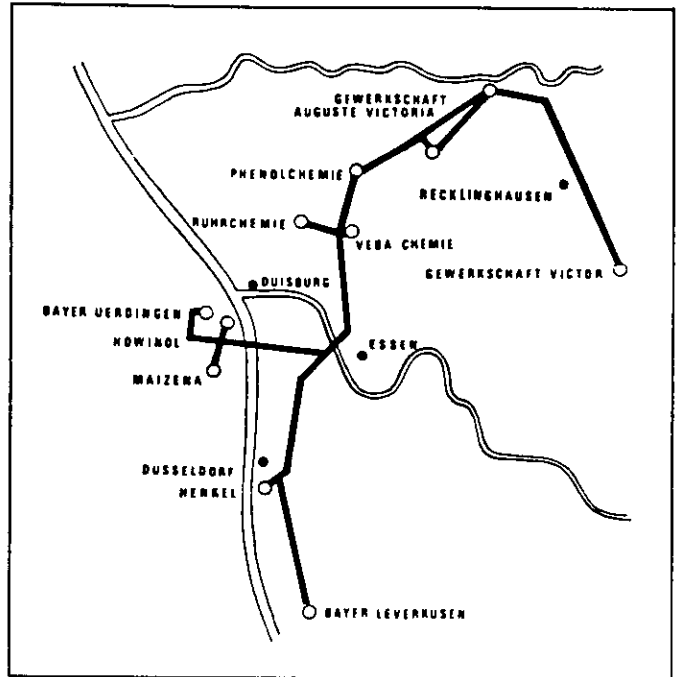 GEWERKSCHAFT
AUGUSTE VICTORIA
PHENOLCHEMIE
RECKLINGHAUSEN
RUHRCHEMIE
VEBA CHEMIE
GEWERKSCHAFT VICTOR
DUISBURG
BAYER UERDINGEN
HOWINOL
ESSEN
MAIZENA
DUSSELDORF
HENKEL
BAYER LEVERKUSEN